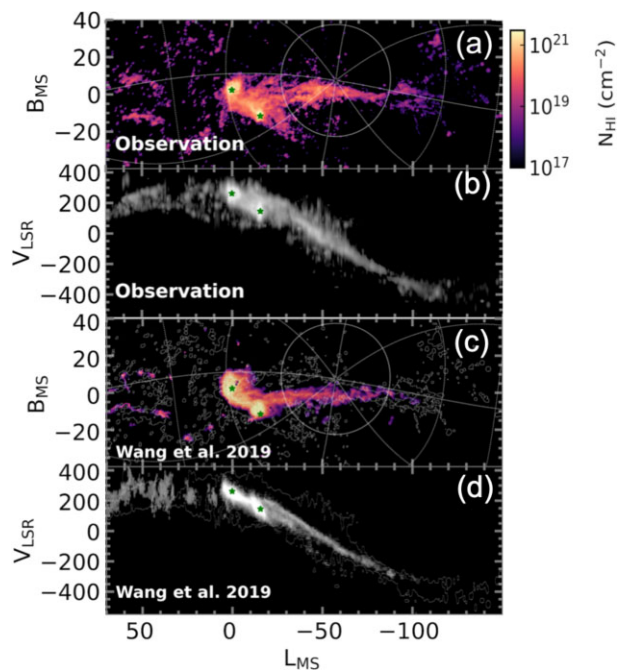 40
20
0
−20
B_MS
(a)
Observation
10^21
10^19
10^17
N_HI (cm^−2)
400
200
0
−200
−400
V_LSR
(b)
Observation
40
20
0
−20
B_MS
(c)
Wang et al. 2019
400
200
0
−200
−400
V_LSR
(d)
Wang et al. 2019
50
0
−50
−100
L_MS